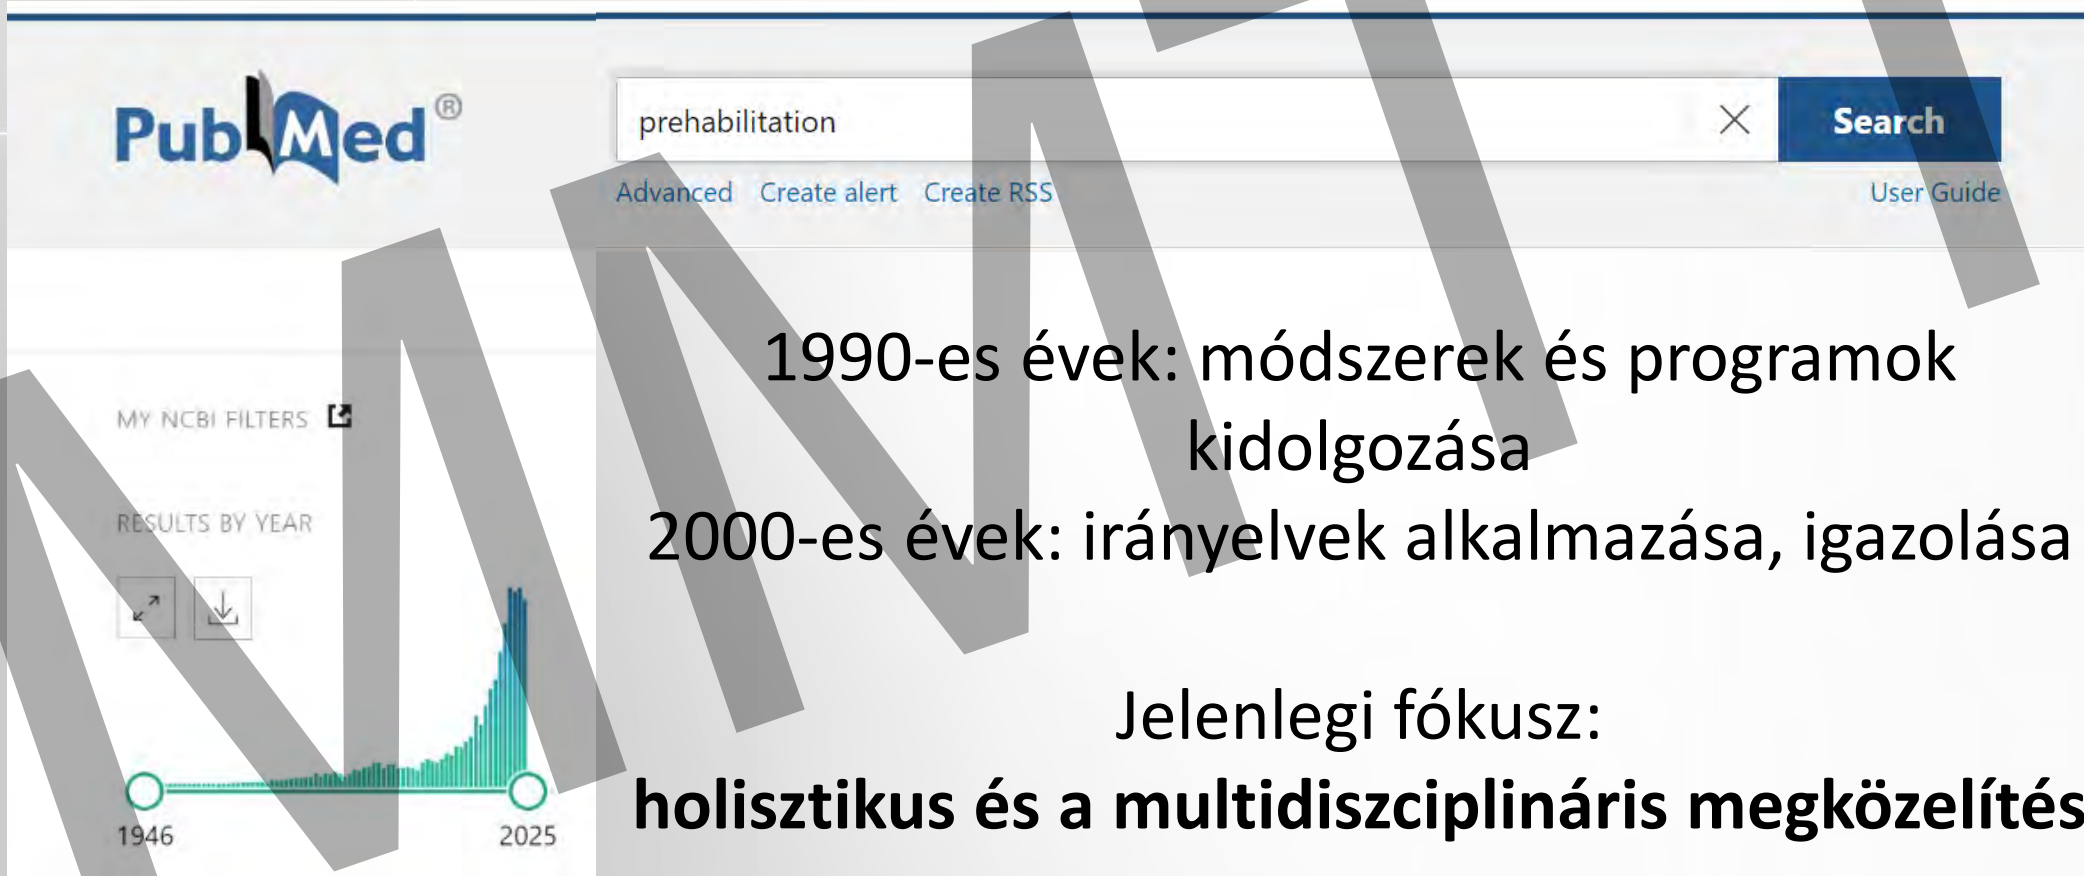 PubMed®
prehabilitation
Search
Advanced Create alert Create RSS
User Guide
1990-es évek: módszerek és programok
kidolgozása
2000-es évek: irányelvek alkalmazása, igazolása
Jelenlegi fókusz:
holisztikus és a multidiszciplináris megközelítés
MY NCBI FILTERS
RESULTS BY YEAR
1946
2025